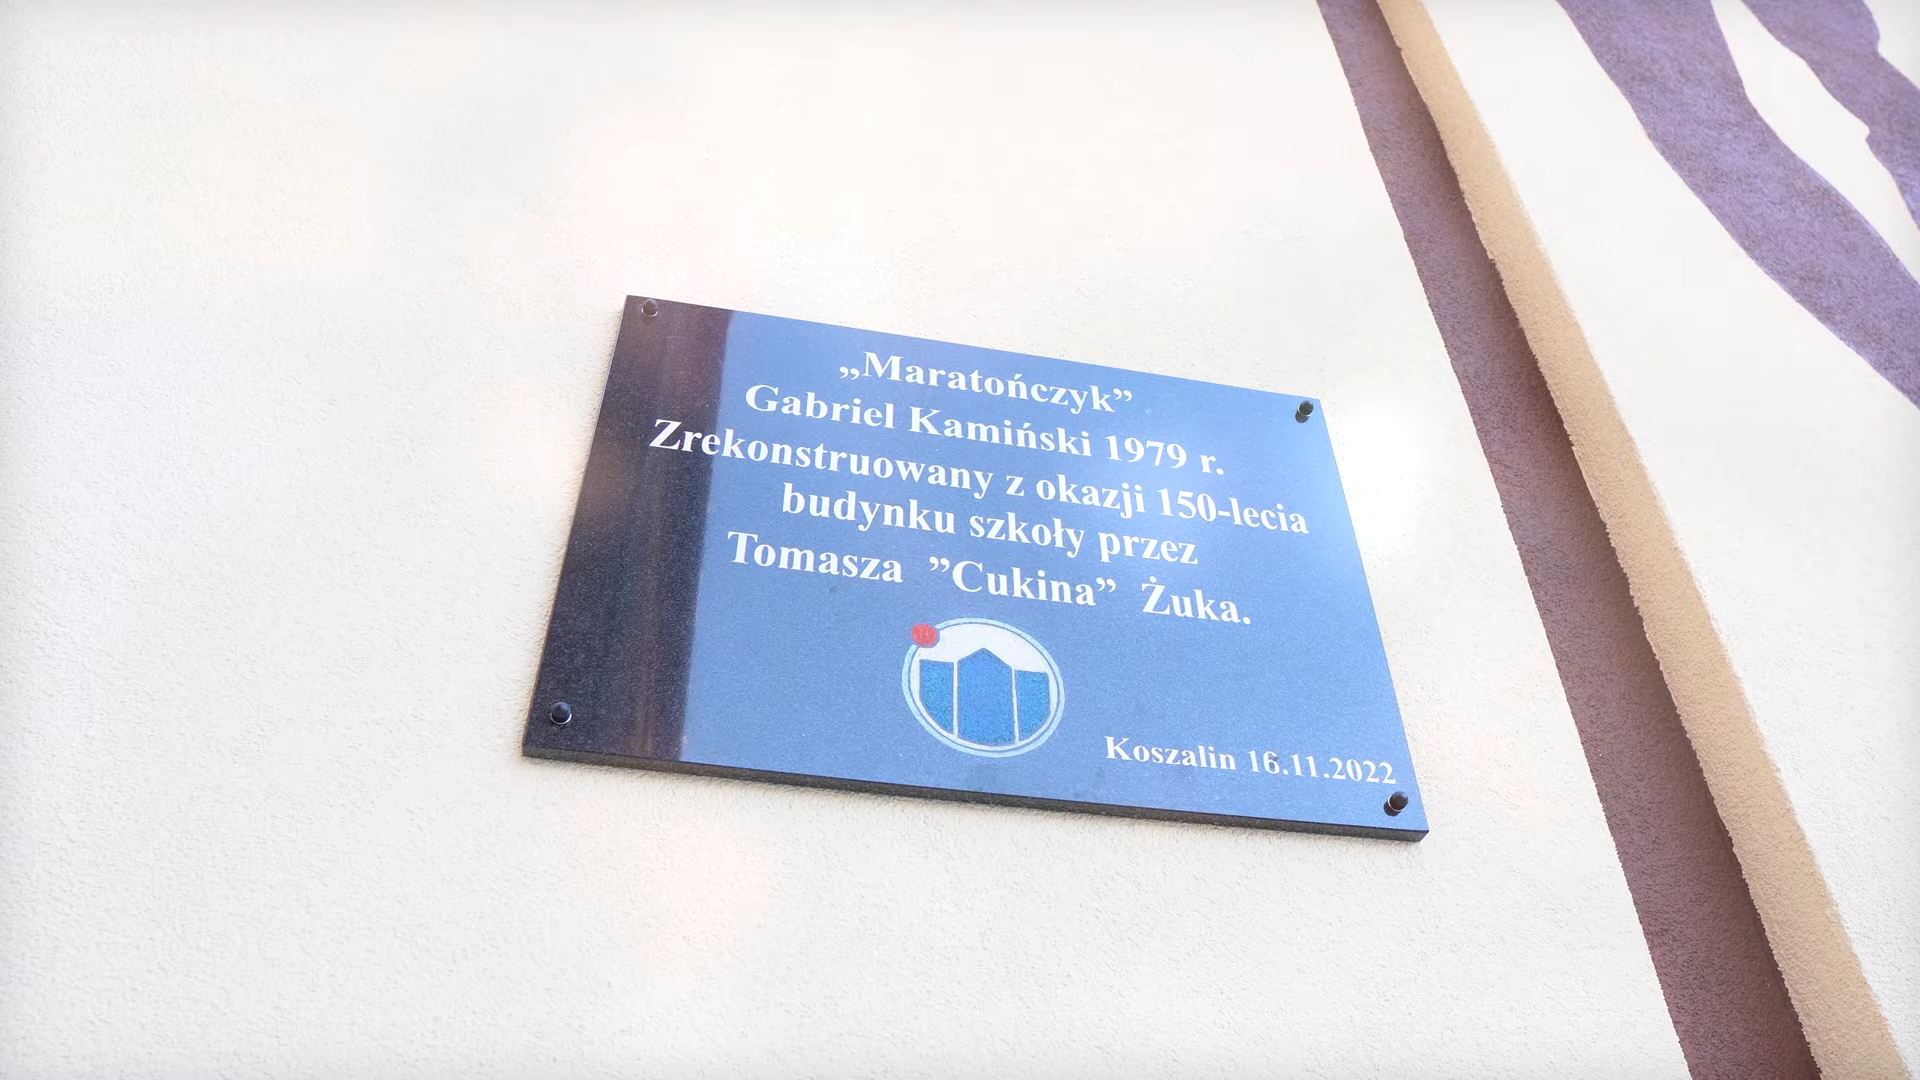 „Maratończyk”
Gabriel Kamiński 1979 r.
Zrekonstruowany z okazji 150-lecia
budynku szkoły przez
Tomasza ”Cukina” Żuka.
Koszalin 16.11.2022